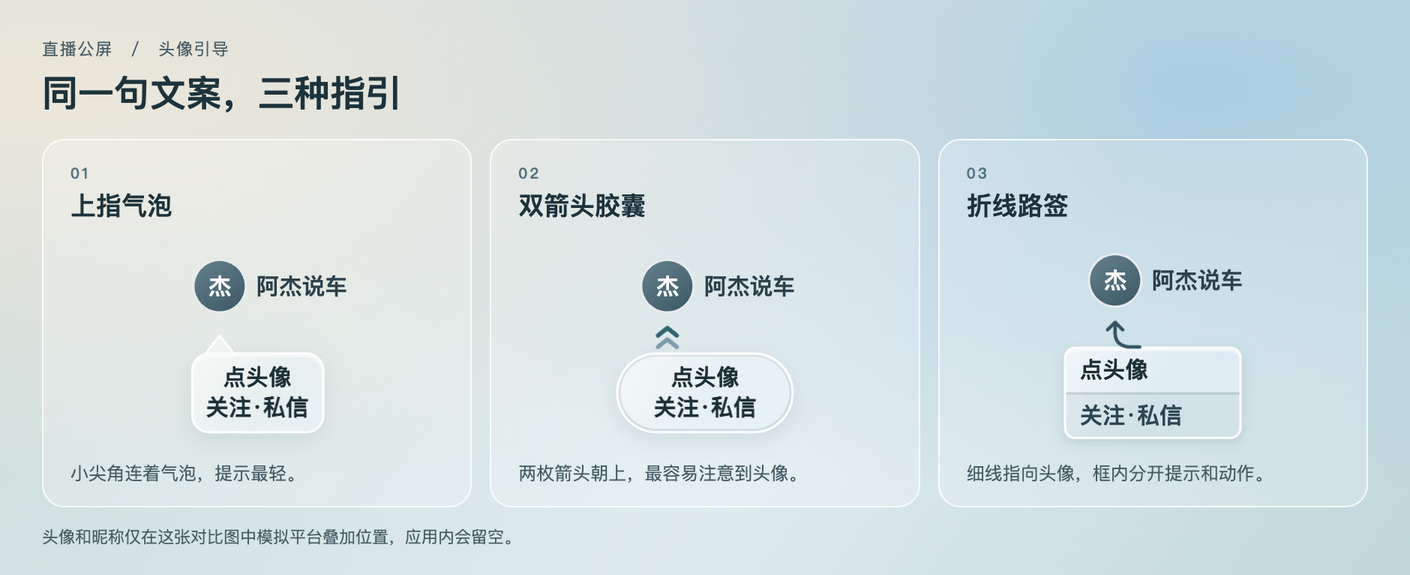 直播公屏 / 头像引导
同一句文案，三种指引
01
上指气泡
杰 阿杰说车
点头像
关注·私信
小尖角连着气泡，提示最轻。
02
双箭头胶囊
杰 阿杰说车
点头像
关注·私信
两枚箭头朝上，最容易注意到头像。
03
折线路签
杰 阿杰说车
点头像
关注·私信
细线指向头像，框内分开提示和动作。
头像和昵称仅在这张对比图中模拟平台叠加位置，应用内会留空。